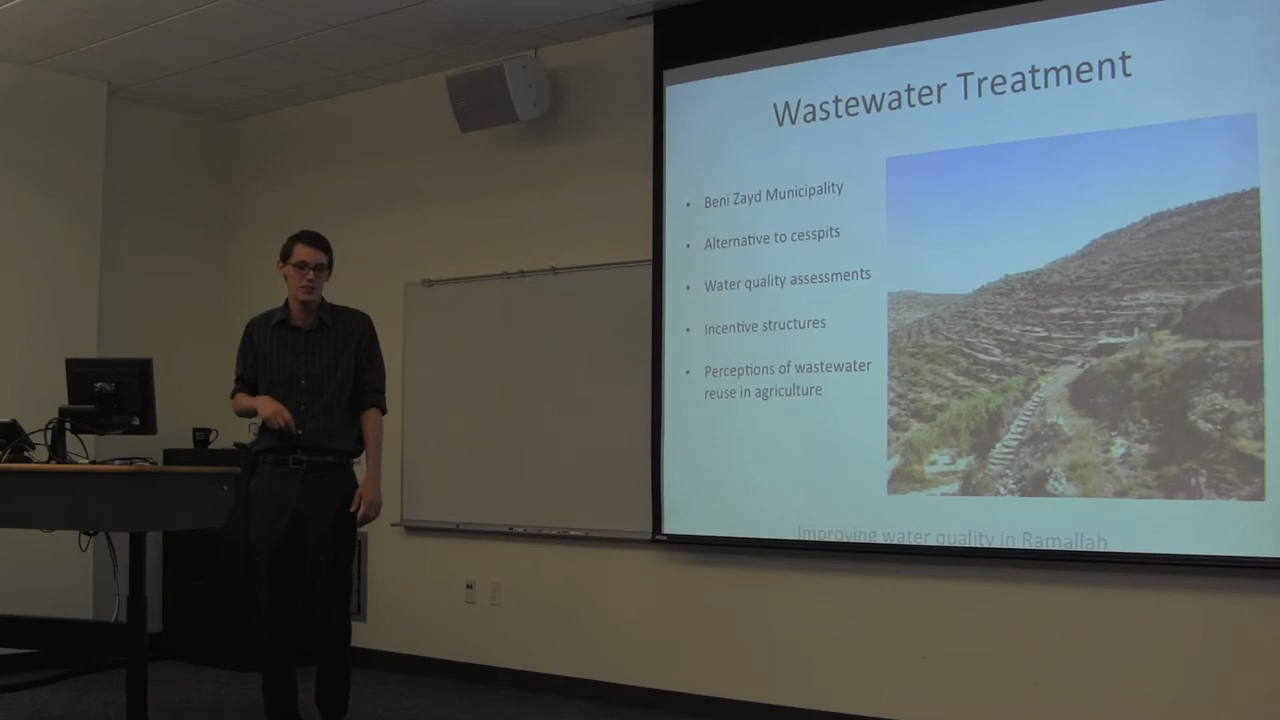 Wastewater Treatment
• Beni Zayd Municipality
• Alternative to cesspits
• Water quality assessments
• Incentive structures
• Perceptions of wastewater
reuse in agriculture
Improving water quality in Ramallah